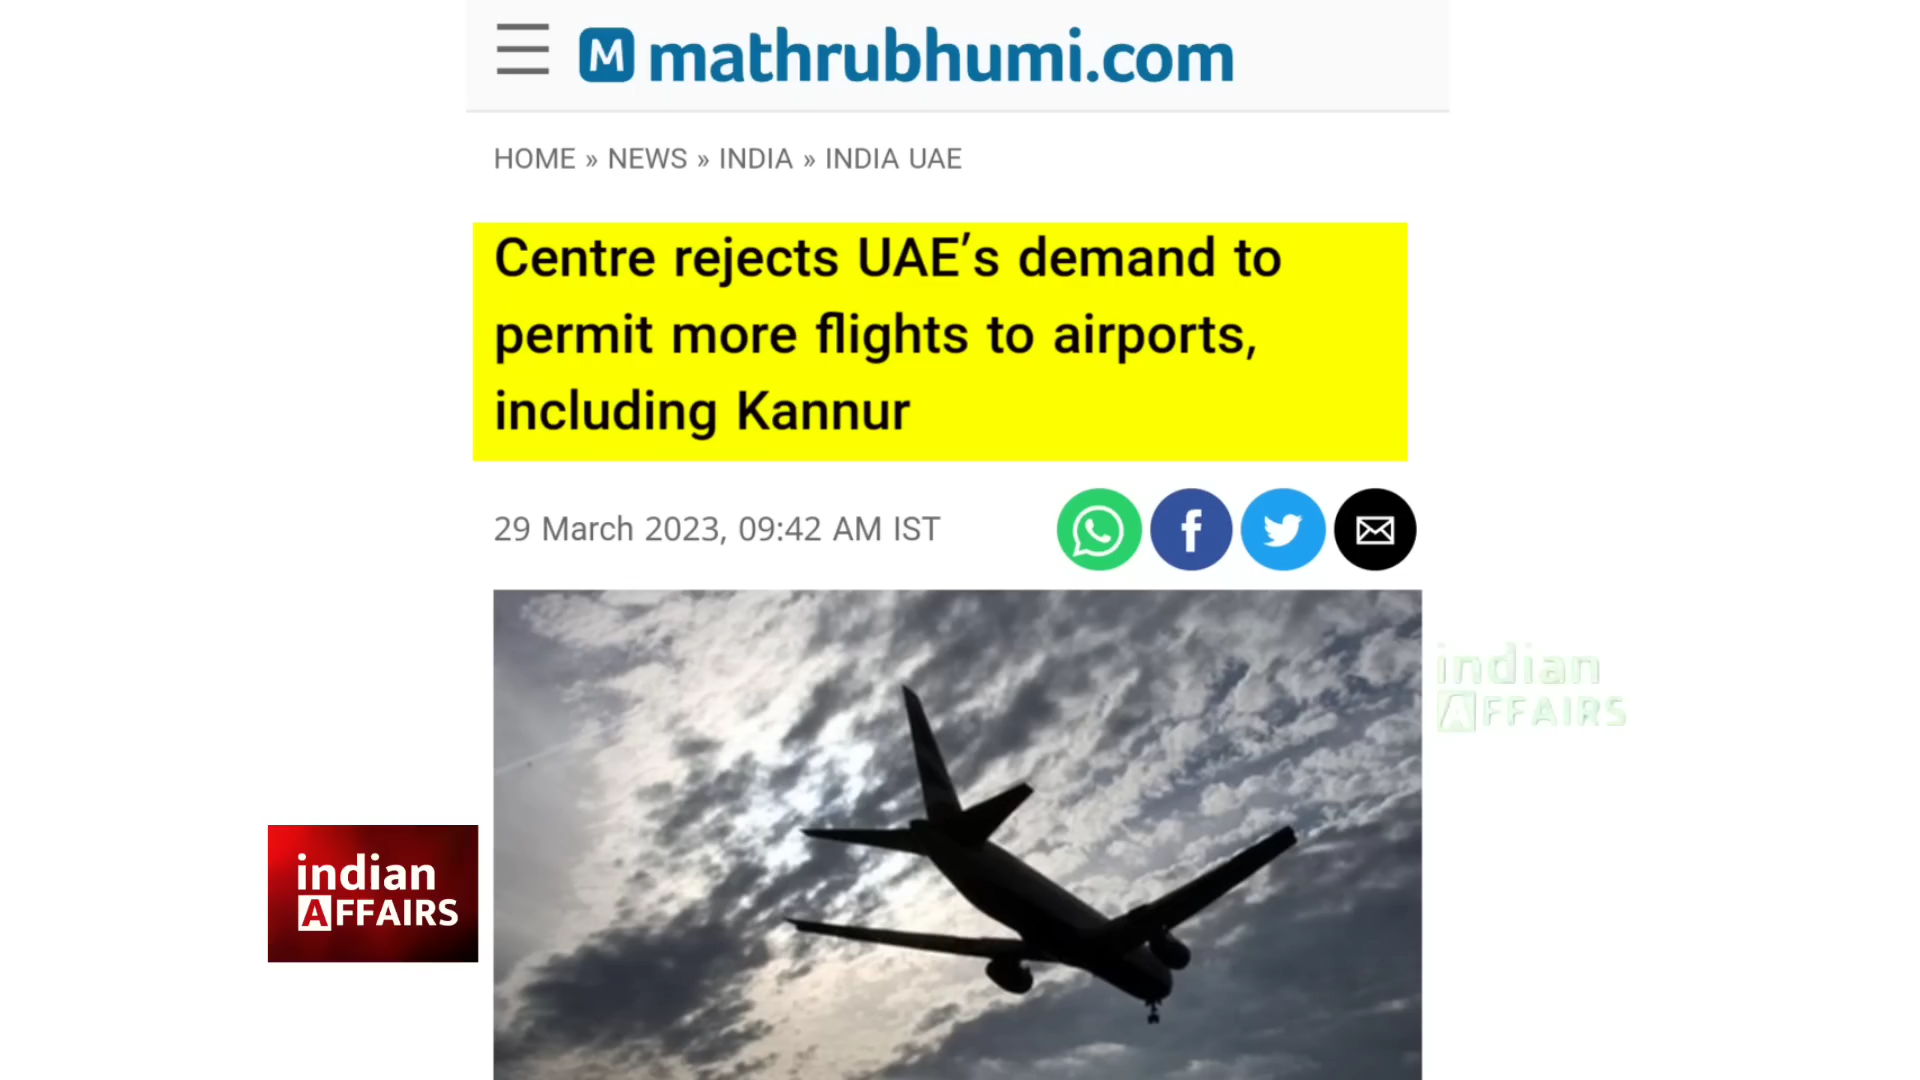 M mathrubhumi.com
HOME » NEWS » INDIA » INDIA UAE
Centre rejects UAE’s demand to
permit more flights to airports,
including Kannur
29 March 2023, 09:42 AM IST
f
indian
AFFAIRS
indian
AFFAIRS